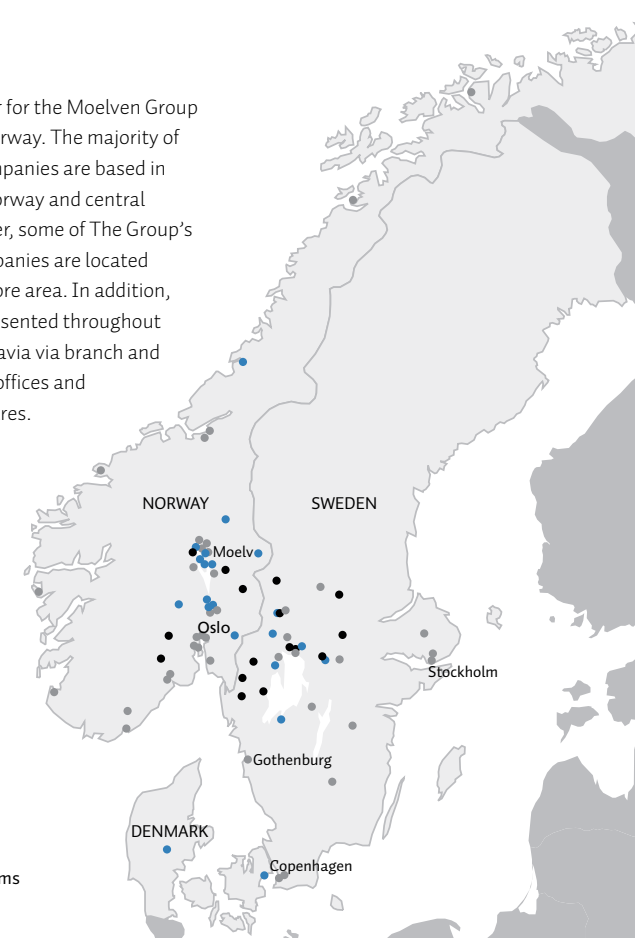 for the Moelven Group
rway. The majority of
panies are based in
orway and central
er, some of The Group's
panies are located
ore area. In addition,
sented throughout
avia via branch and
offices and
res.
NORWAY
SWEDEN
Moelv
Oslo
Stockholm
Gothenburg
DENMARK
Copenhagen
ms